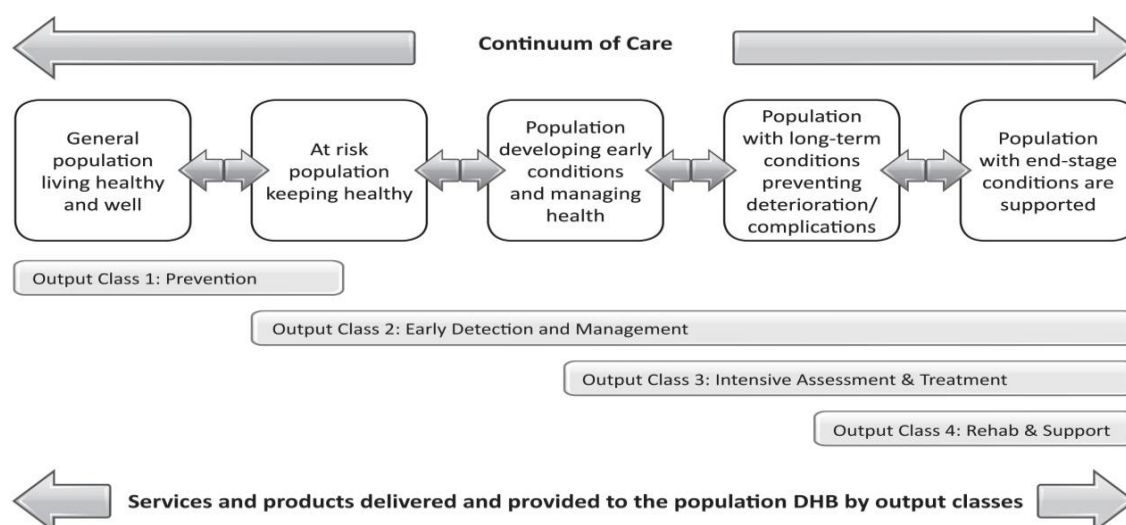 Continuum of Care
General
population
living healthy
and well
At risk
population
keeping healthy
Population
developing early
conditions
and managing
health
Population
with long-term
conditions
preventing
deterioration/
complications
Population
with end-stage
conditions are
supported
Output Class 1: Prevention
Output Class 2: Early Detection and Management
Output Class 3: Intensive Assessment & Treatment
Output Class 4: Rehab & Support
Services and products delivered and provided to the population DHB by output classes